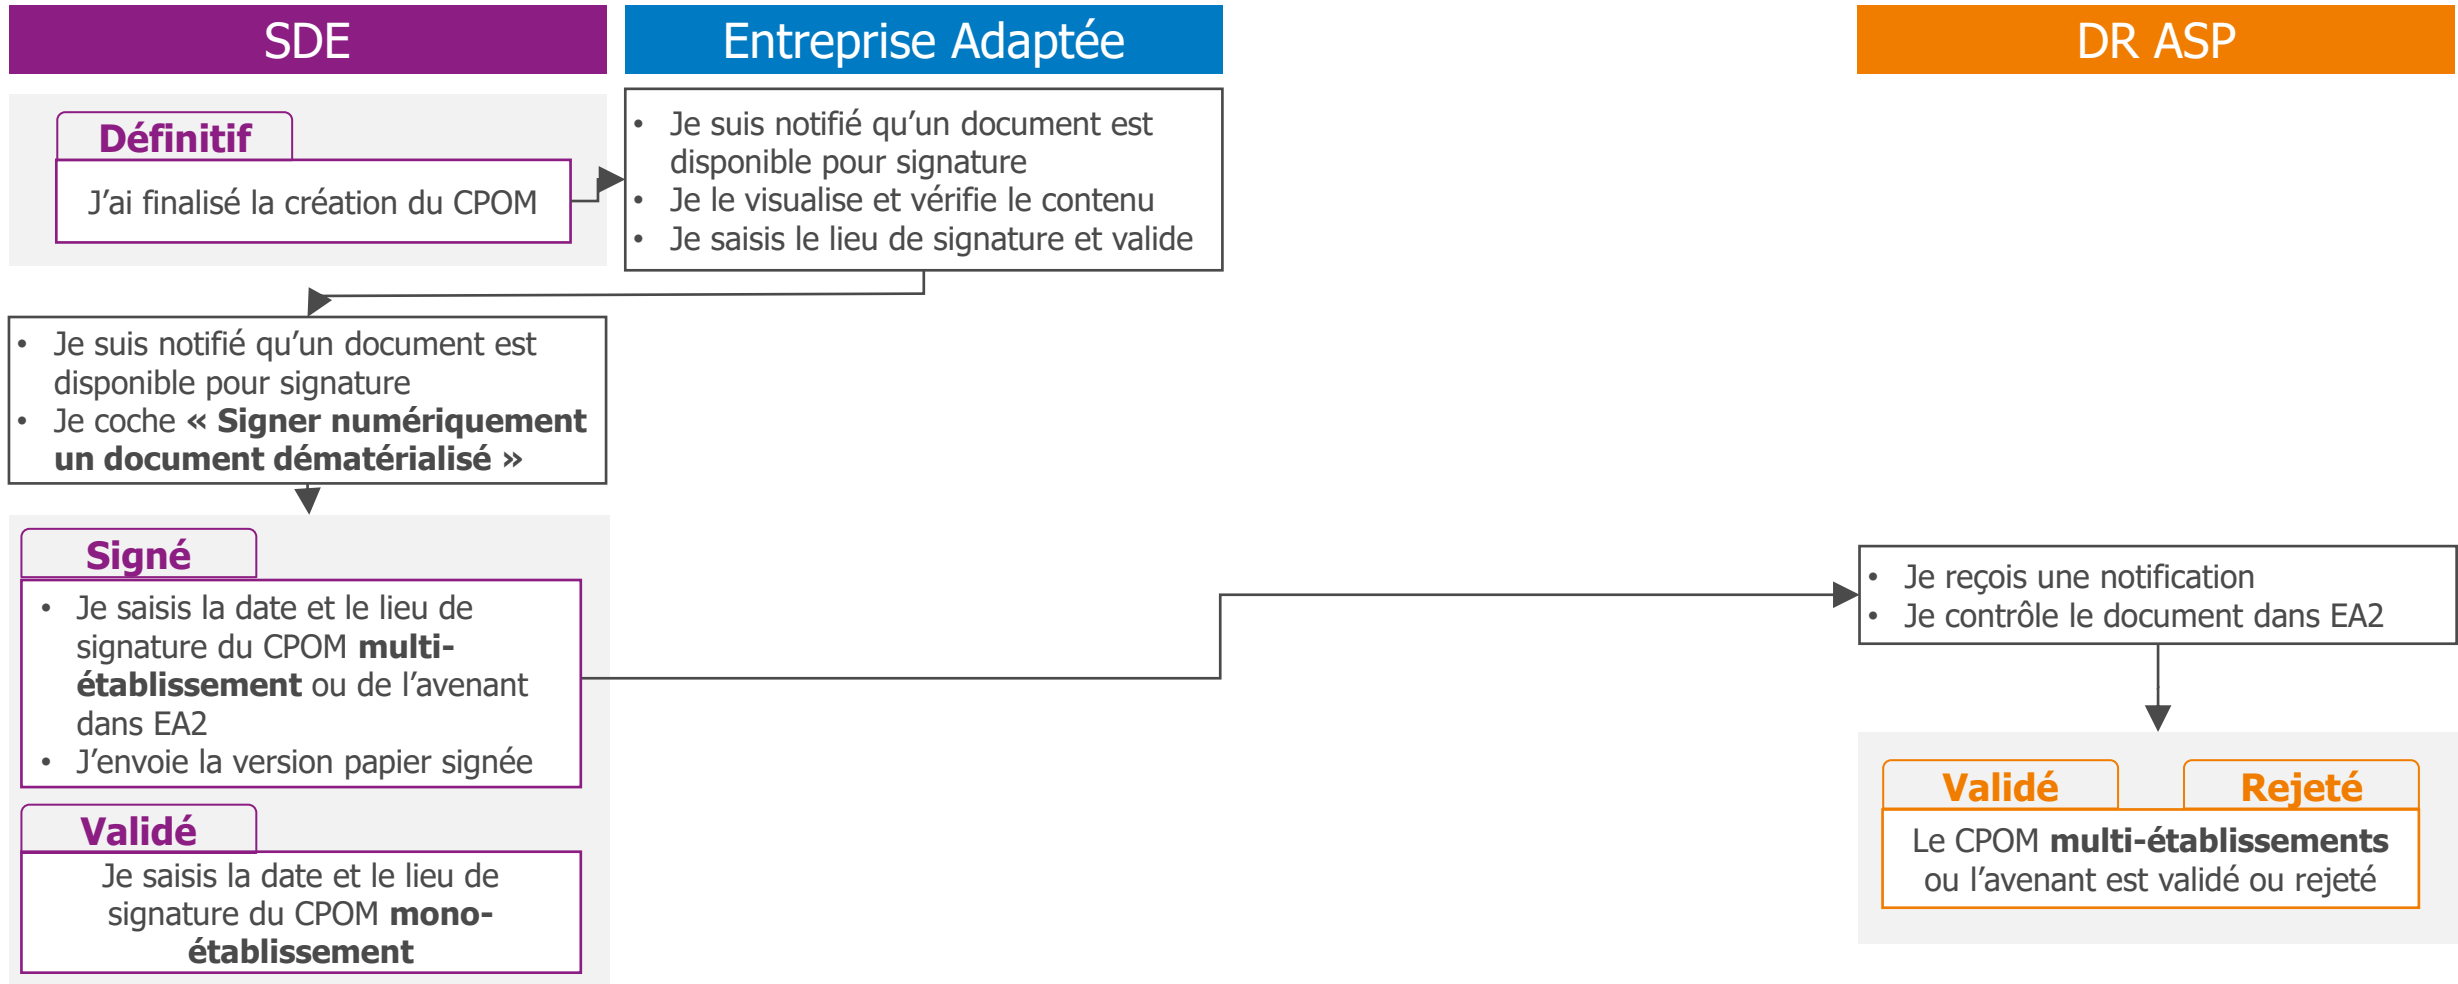 SDE
Entreprise Adaptée
DR ASP
Définitif
J’ai finalisé la création du CPOM
• Je suis notifié qu’un document est
disponible pour signature
• Je le visualise et vérifie le contenu
• Je saisis le lieu de signature et valide
• Je suis notifié qu’un document est
disponible pour signature
• Je coche « Signer numériquement
un document dématérialisé »
Signé
• Je saisis la date et le lieu de
signature du CPOM multi-
établissement ou de l’avenant
dans EA2
• J’envoie la version papier signée
Validé
Je saisis la date et le lieu de
signature du CPOM mono-
établissement
• Je reçois une notification
• Je contrôle le document dans EA2
Validé
Rejeté
Le CPOM multi-établissements
ou l’avenant est validé ou rejeté